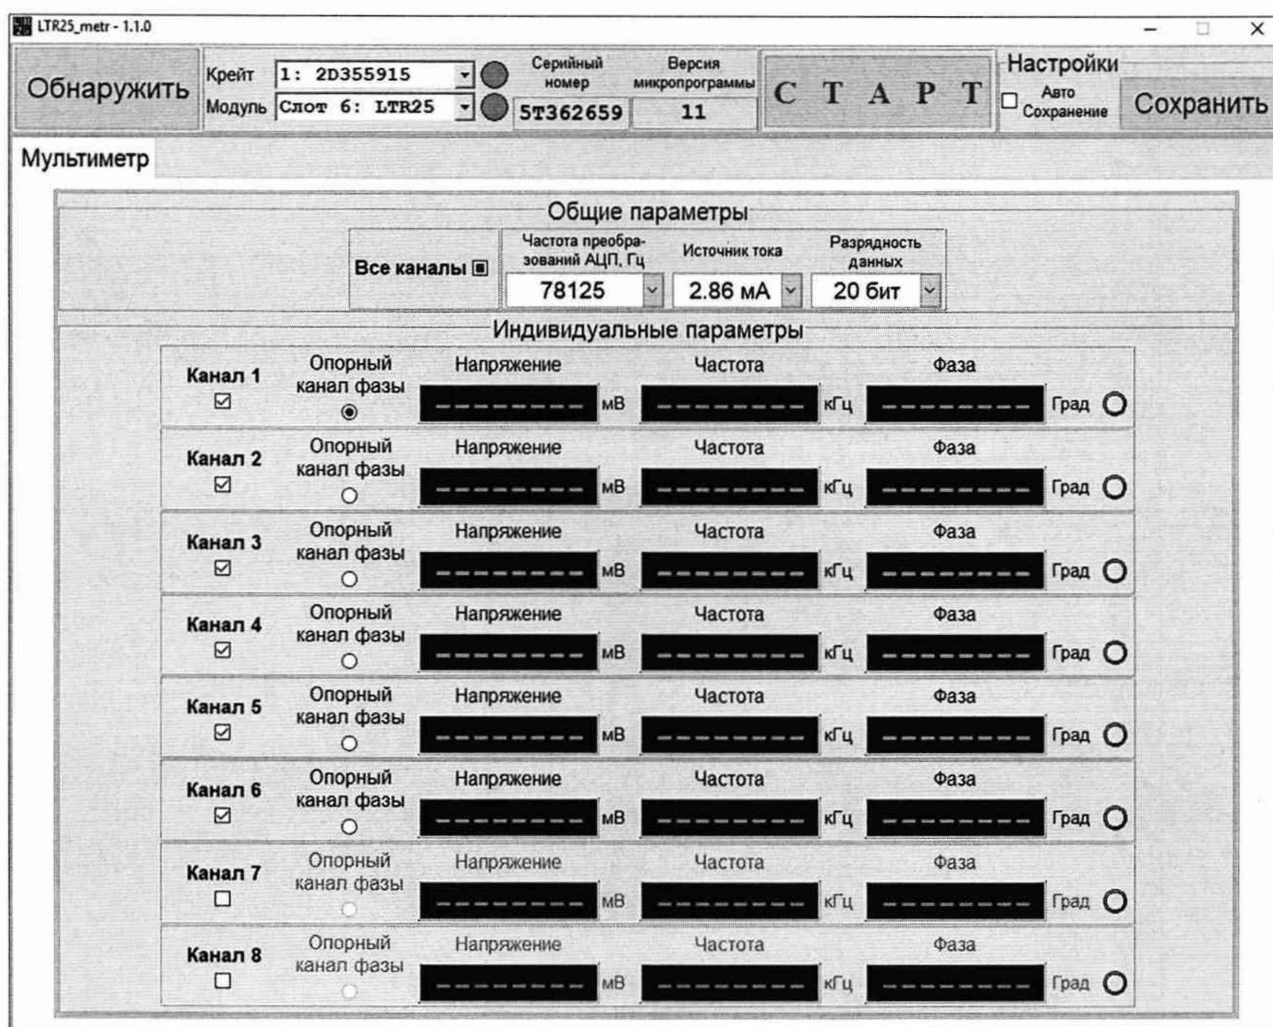 LTR25_metr - 1.1.0
Обнаружить
Крейт 1: 2D355915
Модуль Слот 6: LTR25
Серийный номер
5T362659
Версия микропрограммы
11
СТАРТ
Настройки
Авто Сохранение
Сохранить
Мультиметр
Общие параметры
Все каналы
Частота преобра-
зований АЦП, Гц
78125
Источник тока
2.86 мА
Разрядность
данных
20 бит
Индивидуальные параметры
Канал 1
Опорный
канал фазы
Напряжение
-------- мВ
Частота
-------- кГц
Фаза
-------- Град
Канал 2
Опорный
канал фазы
Напряжение
-------- мВ
Частота
-------- кГц
Фаза
-------- Град
Канал 3
Опорный
канал фазы
Напряжение
-------- мВ
Частота
-------- кГц
Фаза
-------- Град
Канал 4
Опорный
канал фазы
Напряжение
-------- мВ
Частота
-------- кГц
Фаза
-------- Град
Канал 5
Опорный
канал фазы
Напряжение
-------- мВ
Частота
-------- кГц
Фаза
-------- Град
Канал 6
Опорный
канал фазы
Напряжение
-------- мВ
Частота
-------- кГц
Фаза
-------- Град
Канал 7
Опорный
канал фазы
Напряжение
-------- мВ
Частота
-------- кГц
Фаза
-------- Град
Канал 8
Опорный
канал фазы
Напряжение
-------- мВ
Частота
-------- кГц
Фаза
-------- Град